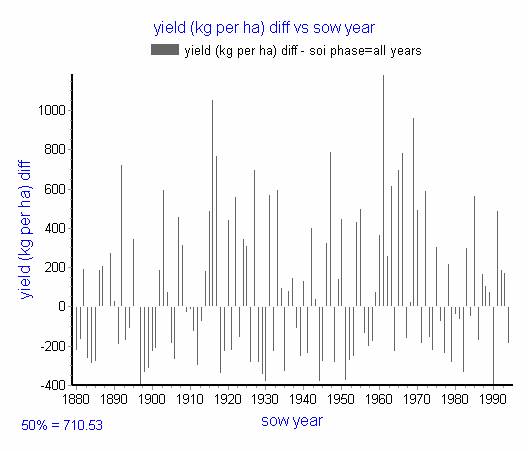 yield (kg per ha) diff vs sow year
yield (kg per ha) diff - soi phase=all years
yield (kg per ha) diff
1000
800
600
400
200
0
-200
-400
1880 1890 1900 1910 1920 1930 1940 1950 1960 1970 1980 1990
sow year
50% = 710.53